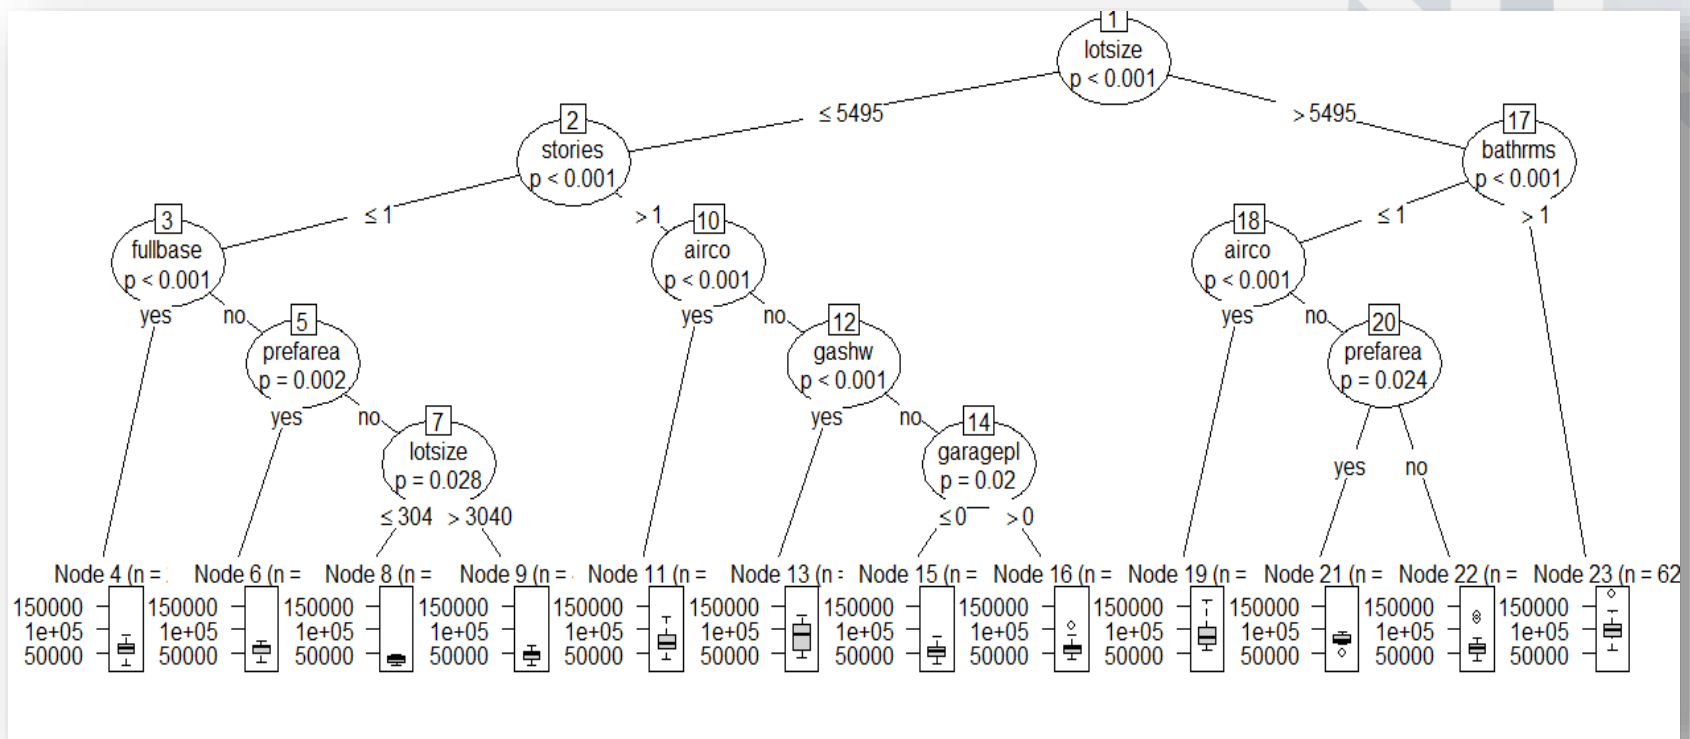 1
lotsize
p < 0.001
≤ 5495
> 5495
2
stories
p < 0.001
17
bathrms
p < 0.001
≤ 1
> 1
≤ 1
> 1
3
fullbase
p < 0.001
10
airco
p < 0.001
18
airco
p < 0.001
yes
no
yes
no
yes
no
5
prefarea
p = 0.002
12
gashw
p < 0.001
20
prefarea
p = 0.024
yes
no
yes
no
7
lotsize
p = 0.028
14
garagepl
p = 0.02
yes
no
≤ 304
> 3040
≤ 0
> 0
Node 4 (n =
Node 6 (n =
Node 8 (n =
Node 9 (n =
Node 11 (n =
Node 13 (n =
Node 15 (n =
Node 16 (n =
Node 19 (n =
Node 21 (n =
Node 22 (n =
Node 23 (n = 62
150000 150000 150000 150000 150000 150000 150000 150000 150000 150000 150000 150000
1e+05 1e+05 1e+05 1e+05 1e+05 1e+05 1e+05 1e+05 1e+05 1e+05 1e+05 1e+05
50000 50000 50000 50000 50000 50000 50000 50000 50000 50000 50000 50000